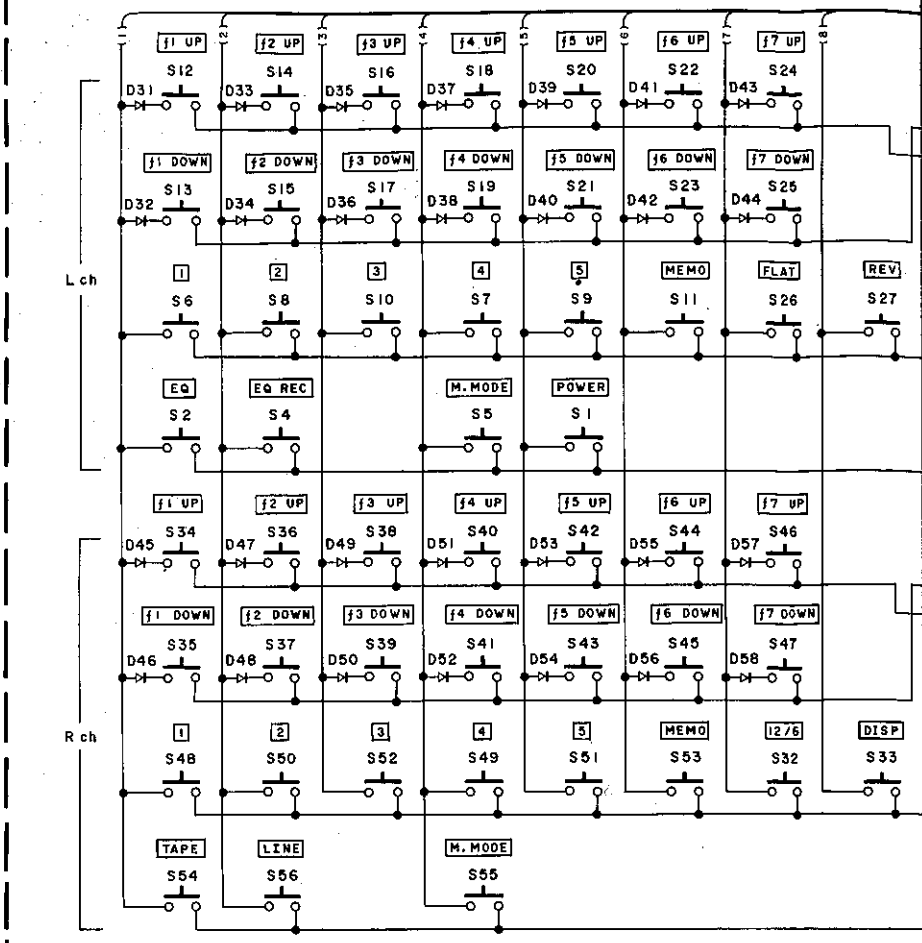 1 2 3 4 5 6 7 8
f1 UP f2 UP f3 UP f4 UP f5 UP f6 UP f7 UP
S12 S14 S16 S18 S20 S22 S24
D31 D33 D35 D37 D39 D41 D43
f1 DOWN f2 DOWN f3 DOWN f4 DOWN f5 DOWN f6 DOWN f7 DOWN
S13 S15 S17 S19 S21 S23 S25
D32 D34 D36 D38 D40 D42 D44
L ch
1 2 3 4 5 MEMO FLAT REV
S6 S8 S10 S7 S9 S11 S26 S27
EQ EQ REC M.MODE POWER
S2 S4 S5 S1
f1 UP f2 UP f3 UP f4 UP f5 UP f6 UP f7 UP
S34 S36 S38 S40 S42 S44 S46
D45 D47 D49 D51 D53 D55 D57
f1 DOWN f2 DOWN f3 DOWN f4 DOWN f5 DOWN f6 DOWN f7 DOWN
S35 S37 S39 S41 S43 S45 S47
D46 D48 D50 D52 D54 D56 D58
R ch
1 2 3 4 5 MEMO 12/6 DISP
S48 S50 S52 S49 S51 S53 S32 S33
TAPE LINE M.MODE
S54 S56 S55